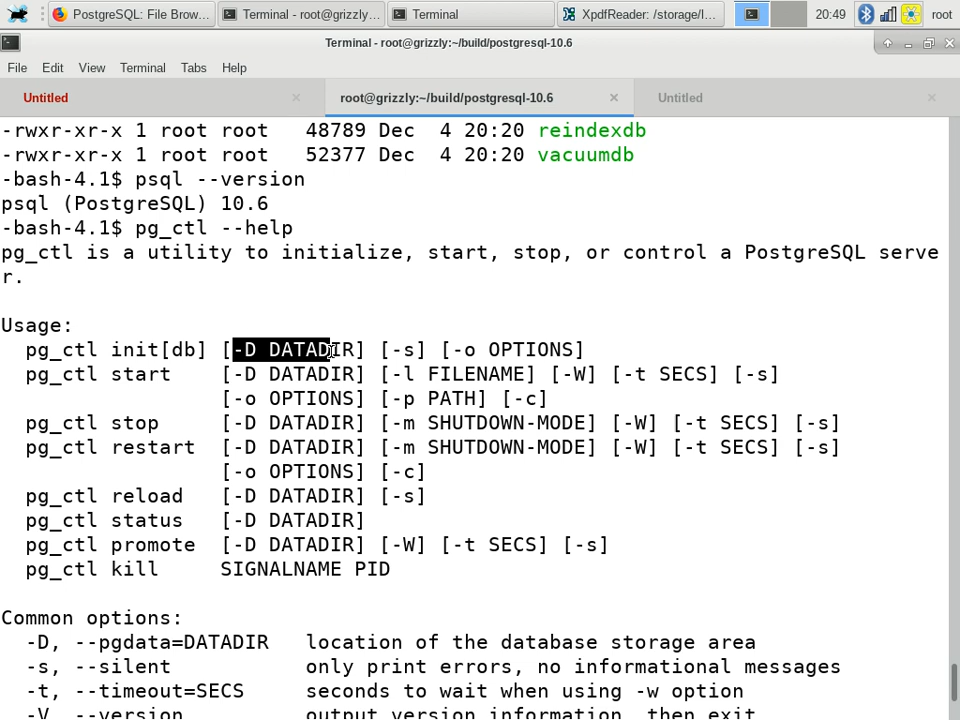 PostgreSQL: File Brow...
Terminal - root@grizzly:...
Terminal
XpdfReader: /storage/l...
20:49
root
Terminal - root@grizzly:~/build/postgresql-10.6
File Edit View Terminal Tabs Help
Untitled
root@grizzly:~/build/postgresql-10.6
Untitled
-rwxr-xr-x 1 root root   48789 Dec  4 20:20 reindexdb
-rwxr-xr-x 1 root root   52377 Dec  4 20:20 vacuumdb
-bash-4.1$ psql --version
psql (PostgreSQL) 10.6
-bash-4.1$ pg_ctl --help
pg_ctl is a utility to initialize, start, stop, or control a PostgreSQL serve
r.
Usage:
  pg_ctl init[db] [-D DATADIR] [-s] [-o OPTIONS]
  pg_ctl start    [-D DATADIR] [-l FILENAME] [-W] [-t SECS] [-s]
                  [-o OPTIONS] [-p PATH] [-c]
  pg_ctl stop     [-D DATADIR] [-m SHUTDOWN-MODE] [-W] [-t SECS] [-s]
  pg_ctl restart  [-D DATADIR] [-m SHUTDOWN-MODE] [-W] [-t SECS] [-s]
                  [-o OPTIONS] [-c]
  pg_ctl reload   [-D DATADIR] [-s]
  pg_ctl status   [-D DATADIR]
  pg_ctl promote  [-D DATADIR] [-W] [-t SECS] [-s]
  pg_ctl kill     SIGNALNAME PID
Common options:
  -D, --pgdata=DATADIR   location of the database storage area
  -s, --silent           only print errors, no informational messages
  -t, --timeout=SECS     seconds to wait when using -w option
  -V, --version          output version information, then exit